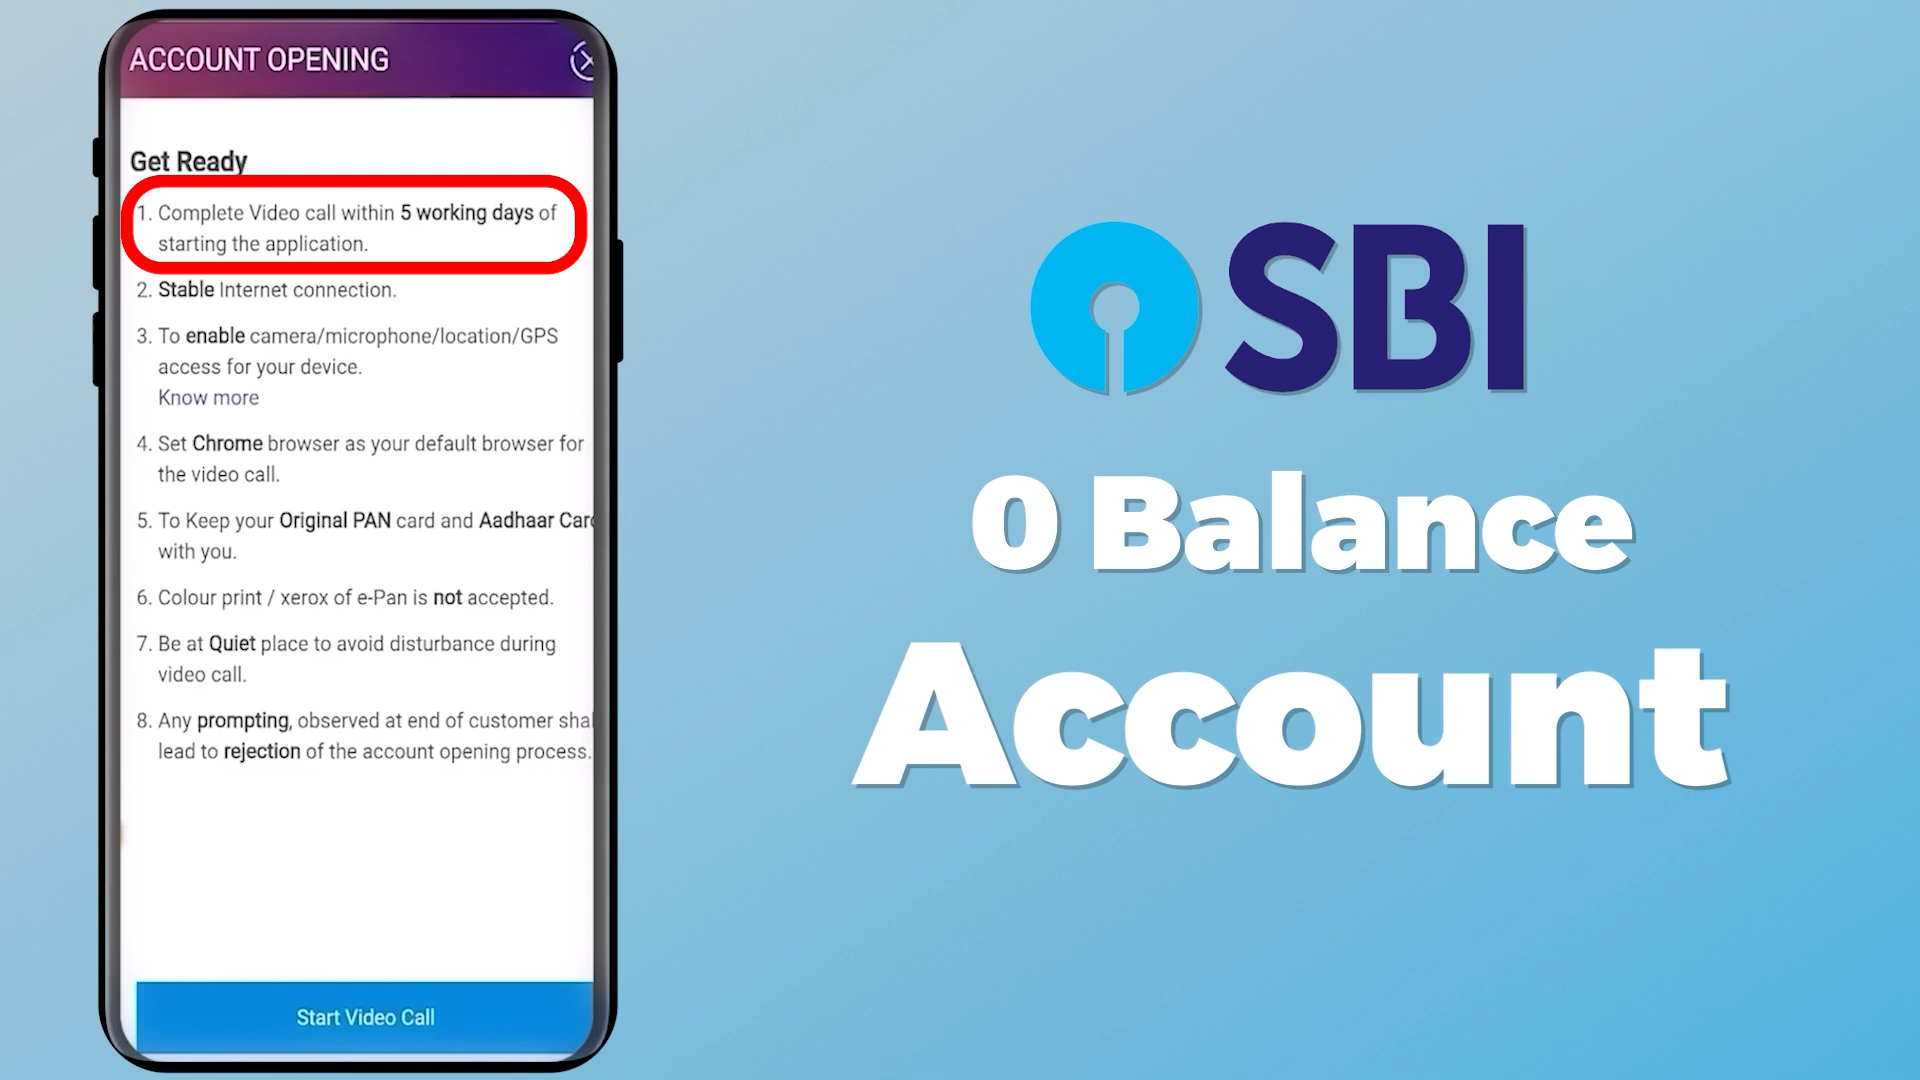 ACCOUNT OPENING
Get Ready
1. Complete Video call within 5 working days of
starting the application.
2. Stable Internet connection.
3. To enable camera/microphone/location/GPS
access for your device.
Know more
4. Set Chrome browser as your default browser for
the video call.
5. To Keep your Original PAN card and Aadhaar Card
with you.
6. Colour print / xerox of e-Pan is not accepted.
7. Be at Quiet place to avoid disturbance during
video call.
8. Any prompting, observed at end of customer shal
lead to rejection of the account opening process.
Start Video Call
SBI
0 Balance
Account